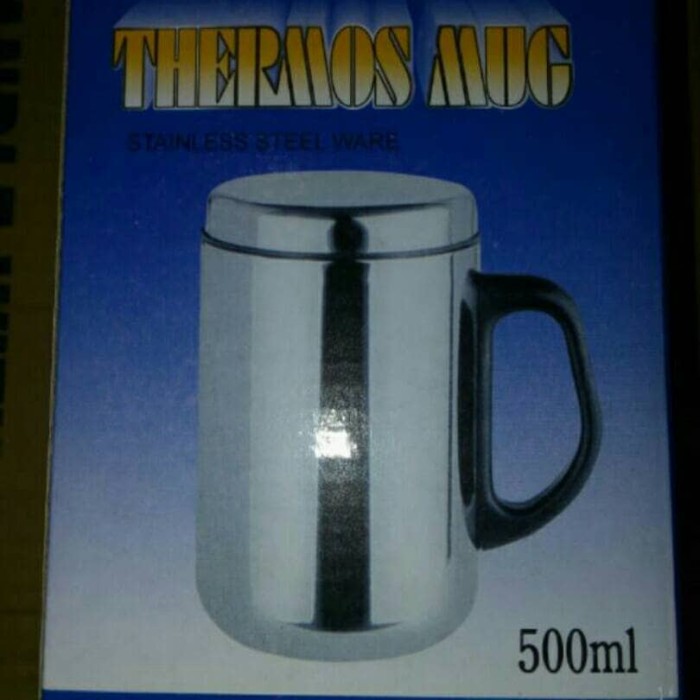 THERMOS MUG
STAINLESS STEEL WARE
500ml